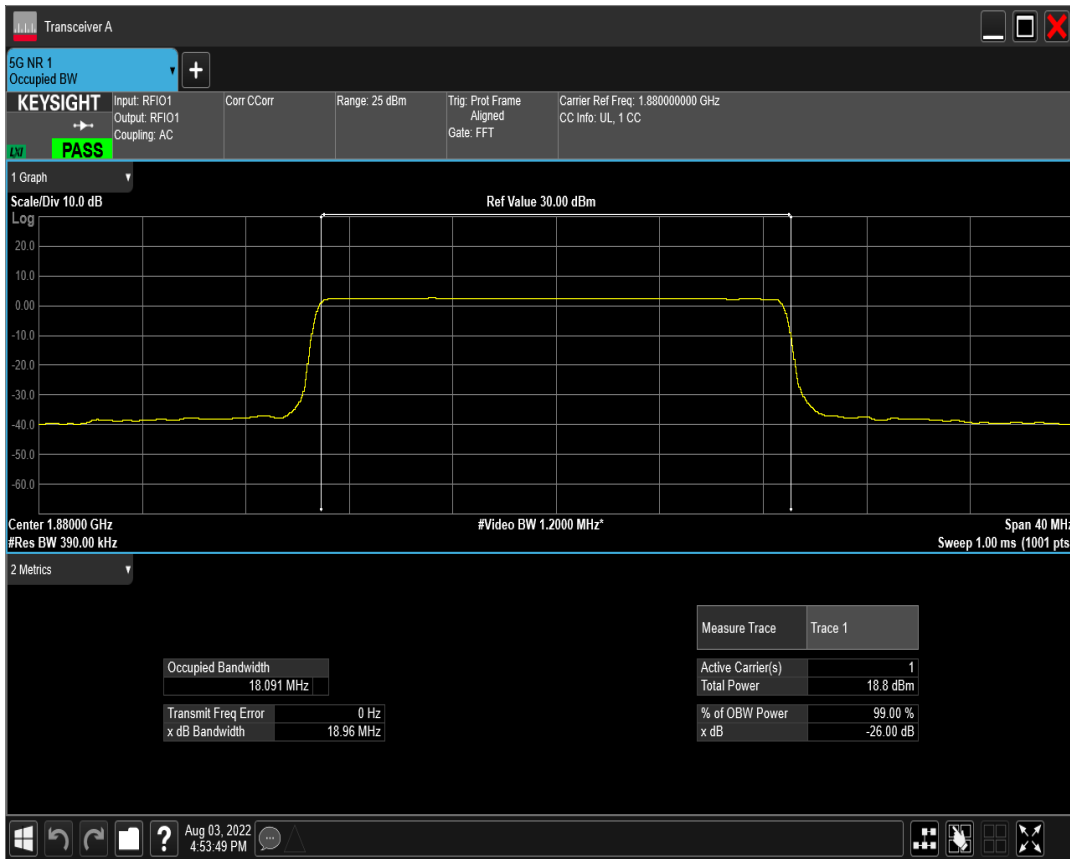 Transceiver A
5G NR 1
Occupied BW
KEYSIGHT
LXI
PASS
Input: RFIO1
Output: RFIO1
Coupling: AC
Corr CCorr
Range: 25 dBm
Trig: Prot Frame
Aligned
Gate: FFT
Carrier Ref Freq: 1.880000000 GHz
CC Info: UL, 1 CC
1 Graph
Scale/Div 10.0 dB
Ref Value 30.00 dBm
Log
20.0
10.0
0.00
-10.0
-20.0
-30.0
-40.0
-50.0
-60.0
Center 1.88000 GHz
#Video BW 1.2000 MHz*
Span 40 MHz
#Res BW 390.00 kHz
Sweep 1.00 ms (1001 pts
2 Metrics
Measure Trace Trace 1
Occupied Bandwidth
18.091 MHz
Active Carrier(s) 1
Total Power 18.8 dBm
Transmit Freq Error 0 Hz
x dB Bandwidth 18.96 MHz
% of OBW Power 99.00 %
x dB -26.00 dB
?
Aug 03, 2022
4:53:49 PM